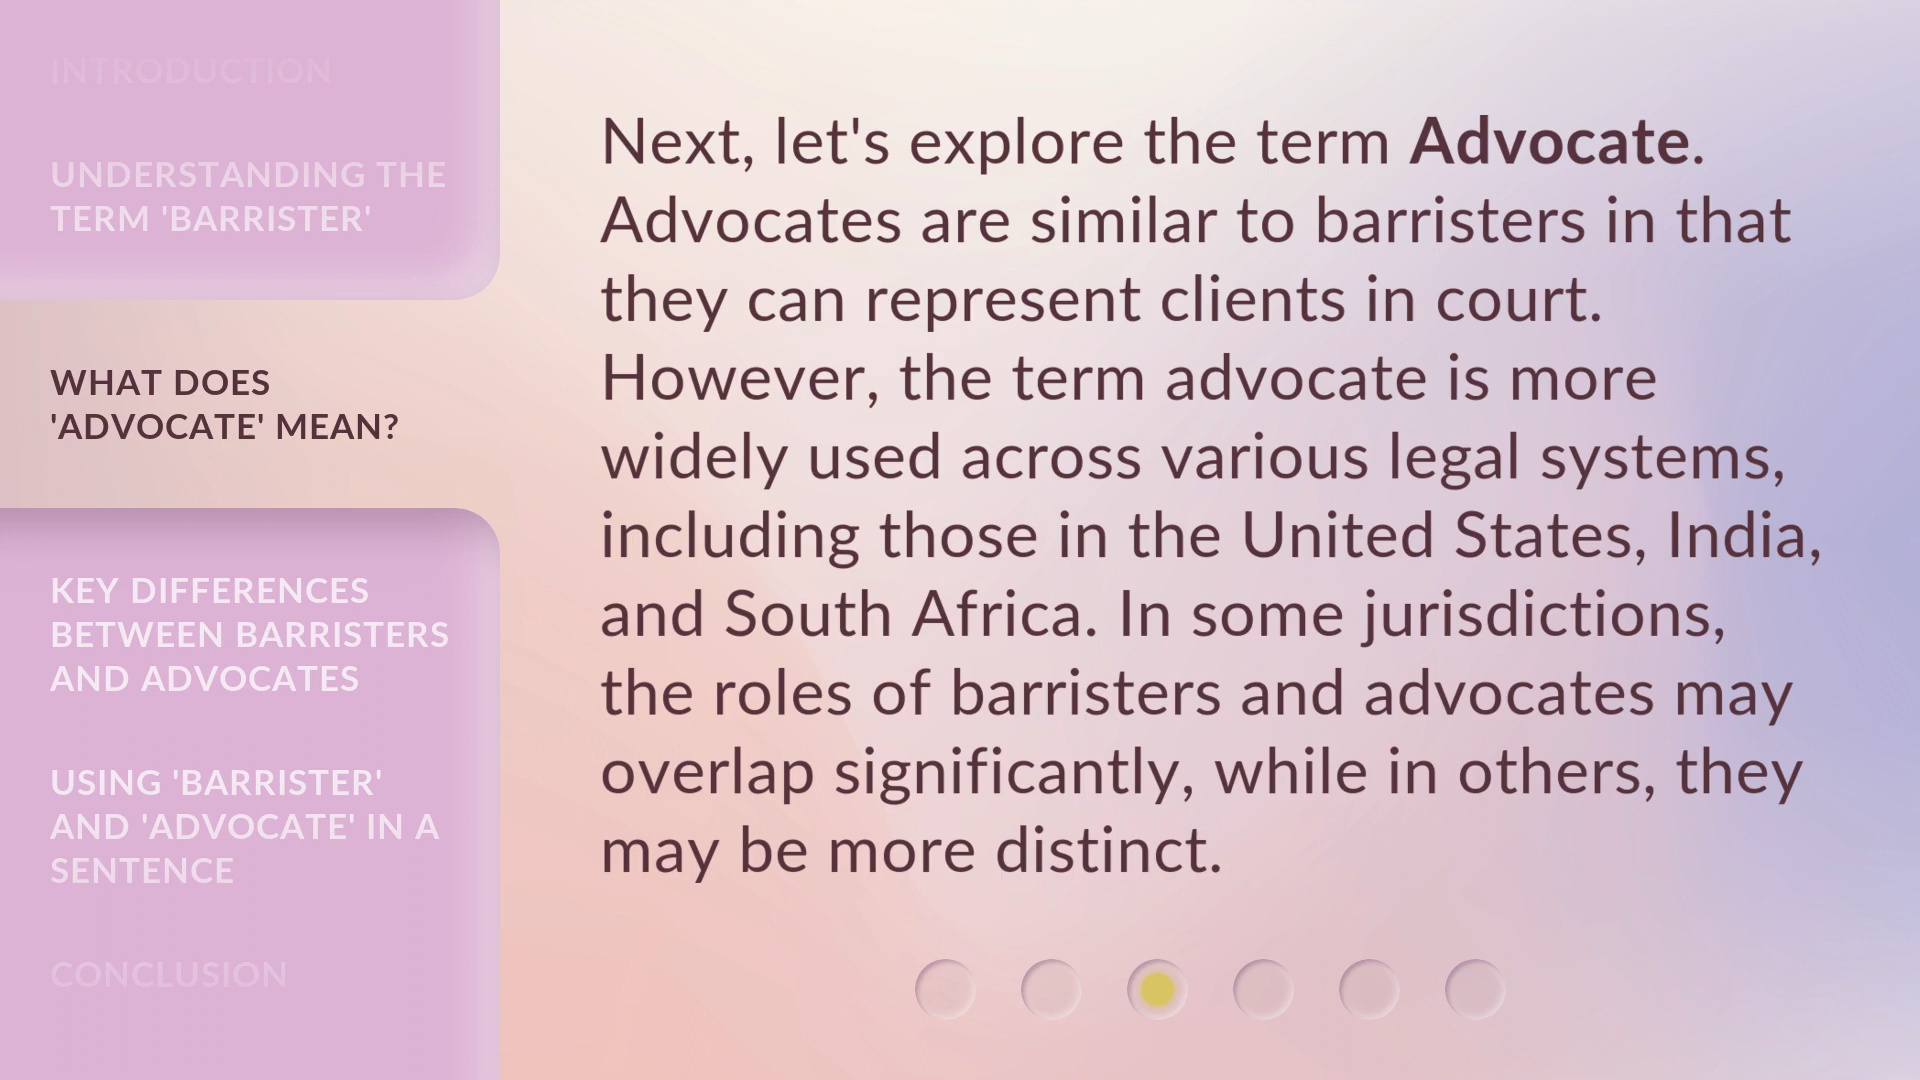 INTRODUCTION
UNDERSTANDING THE
TERM 'BARRISTER'
WHAT DOES
'ADVOCATE' MEAN?
KEY DIFFERENCES
BETWEEN BARRISTERS
AND ADVOCATES
USING 'BARRISTER'
AND 'ADVOCATE' IN A
SENTENCE
CONCLUSION
Next, let's explore the term Advocate.
Advocates are similar to barristers in that
they can represent clients in court.
However, the term advocate is more
widely used across various legal systems,
including those in the United States, India,
and South Africa. In some jurisdictions,
the roles of barristers and advocates may
overlap significantly, while in others, they
may be more distinct.